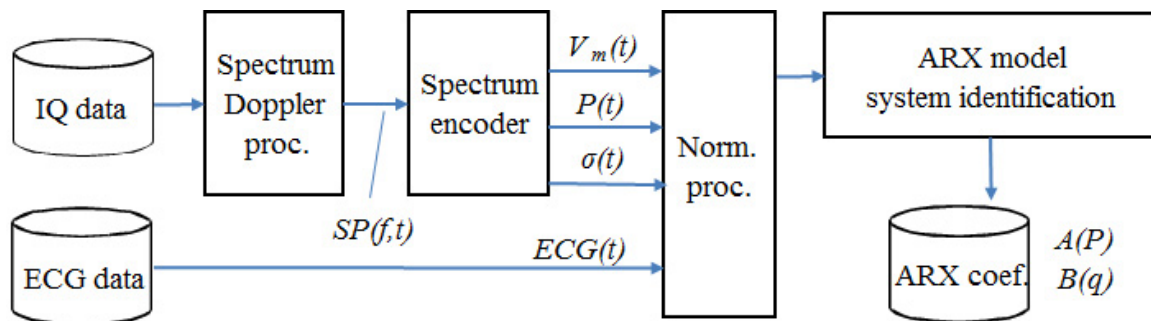 IQ data
Spectrum
Doppler
proc.
SP(f,t)
Spectrum
encoder
V_m(t)
P(t)
σ(t)
ECG data
ECG(t)
Norm.
proc.
ARX model
system identification
ARX coef.
A(P)
B(q)